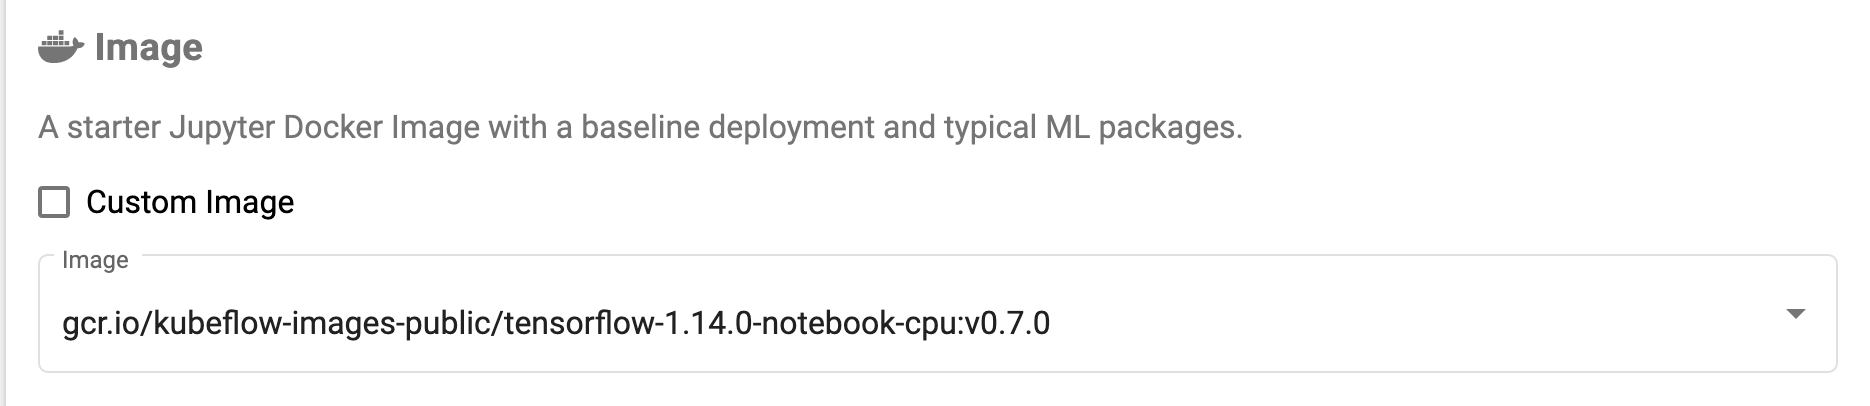 Image
A starter Jupyter Docker Image with a baseline deployment and typical ML packages.
Custom Image
Image
gcr.io/kubeflow-images-public/tensorflow-1.14.0-notebook-cpu:v0.7.0